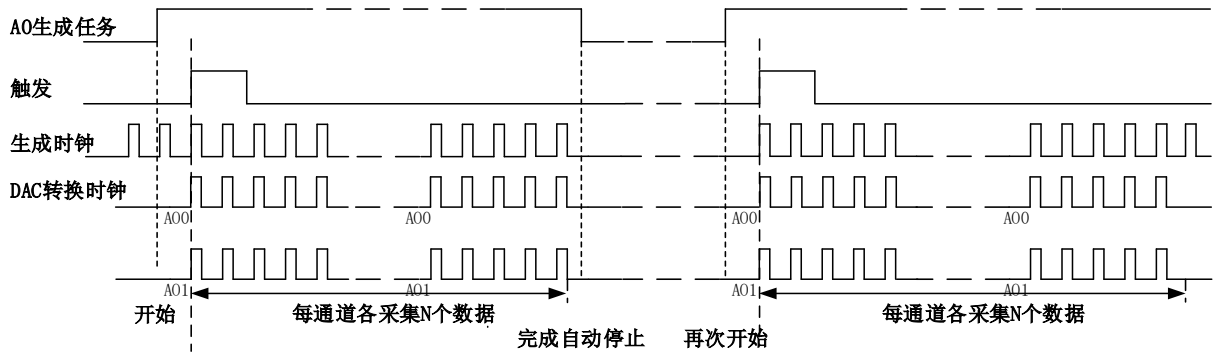 AO生成任务
触发
生成时钟
DAC转换时钟
AO0 AO0 AO0 AO0
AO1 AO1 AO1 AO1
开始 每通道各采集N个数据 每通道各采集N个数据
完成自动停止 再次开始